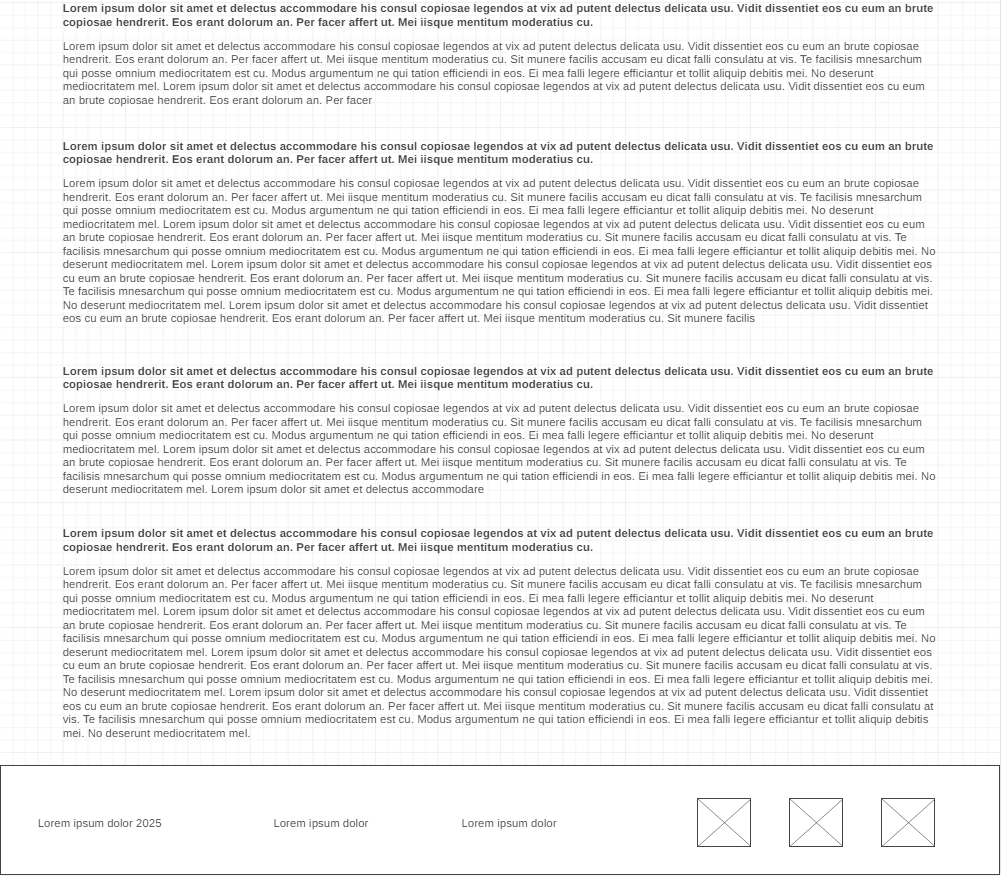 Lorem ipsum dolor sit amet et delectus accommodare his consul copiosae legendos at vix ad putent delectus delicata usu. Vidit dissentiet eos cu eum an brute
copiosae hendrerit. Eos erant dolorum an. Per facer affert ut. Mei iisque mentitum moderatius cu.
Lorem ipsum dolor sit amet et delectus accommodare his consul copiosae legendos at vix ad putent delectus delicata usu. Vidit dissentiet eos cu eum an brute copiosae
hendrerit. Eos erant dolorum an. Per facer affert ut. Mei iisque mentitum moderatius cu. Sit munere facilis accusam eu dicat falli consulatu at vis. Te facilisis mnesarchum
qui posse omnium mediocritatem est cu. Modus argumentum ne qui tation efficiendi in eos. Ei mea falli legere efficiantur et tollit aliquip debitis mei. No deserunt
mediocritatem mel. Lorem ipsum dolor sit amet et delectus accommodare his consul copiosae legendos at vix ad putent delectus delicata usu. Vidit dissentiet eos cu eum
an brute copiosae hendrerit. Eos erant dolorum an. Per facer
Lorem ipsum dolor sit amet et delectus accommodare his consul copiosae legendos at vix ad putent delectus delicata usu. Vidit dissentiet eos cu eum an brute
copiosae hendrerit. Eos erant dolorum an. Per facer affert ut. Mei iisque mentitum moderatius cu.
Lorem ipsum dolor sit amet et delectus accommodare his consul copiosae legendos at vix ad putent delectus delicata usu. Vidit dissentiet eos cu eum an brute copiosae
hendrerit. Eos erant dolorum an. Per facer affert ut. Mei iisque mentitum moderatius cu. Sit munere facilis accusam eu dicat falli consulatu at vis. Te facilisis mnesarchum
qui posse omnium mediocritatem est cu. Modus argumentum ne qui tation efficiendi in eos. Ei mea falli legere efficiantur et tollit aliquip debitis mei. No deserunt
mediocritatem mel. Lorem ipsum dolor sit amet et delectus accommodare his consul copiosae legendos at vix ad putent delectus delicata usu. Vidit dissentiet eos cu eum
an brute copiosae hendrerit. Eos erant dolorum an. Per facer affert ut. Mei iisque mentitum moderatius cu. Sit munere facilis accusam eu dicat falli consulatu at vis. Te
facilisis mnesarchum qui posse omnium mediocritatem est cu. Modus argumentum ne qui tation efficiendi in eos. Ei mea falli legere efficiantur et tollit aliquip debitis mei. No
deserunt mediocritatem mel. Lorem ipsum dolor sit amet et delectus accommodare his consul copiosae legendos at vix ad putent delectus delicata usu. Vidit dissentiet eos
cu eum an brute copiosae hendrerit. Eos erant dolorum an. Per facer affert ut. Mei iisque mentitum moderatius cu. Sit munere facilis accusam eu dicat falli consulatu at vis.
Te facilisis mnesarchum qui posse omnium mediocritatem est cu. Modus argumentum ne qui tation efficiendi in eos. Ei mea falli legere efficiantur et tollit aliquip debitis mei.
No deserunt mediocritatem mel. Lorem ipsum dolor sit amet et delectus accommodare his consul copiosae legendos at vix ad putent delectus delicata usu. Vidit dissentiet
eos cu eum an brute copiosae hendrerit. Eos erant dolorum an. Per facer affert ut. Mei iisque mentitum moderatius cu. Sit munere facilis
Lorem ipsum dolor sit amet et delectus accommodare his consul copiosae legendos at vix ad putent delectus delicata usu. Vidit dissentiet eos cu eum an brute
copiosae hendrerit. Eos erant dolorum an. Per facer affert ut. Mei iisque mentitum moderatius cu.
Lorem ipsum dolor sit amet et delectus accommodare his consul copiosae legendos at vix ad putent delectus delicata usu. Vidit dissentiet eos cu eum an brute copiosae
hendrerit. Eos erant dolorum an. Per facer affert ut. Mei iisque mentitum moderatius cu. Sit munere facilis accusam eu dicat falli consulatu at vis. Te facilisis mnesarchum
qui posse omnium mediocritatem est cu. Modus argumentum ne qui tation efficiendi in eos. Ei mea falli legere efficiantur et tollit aliquip debitis mei. No deserunt
mediocritatem mel. Lorem ipsum dolor sit amet et delectus accommodare his consul copiosae legendos at vix ad putent delectus delicata usu. Vidit dissentiet eos cu eum
an brute copiosae hendrerit. Eos erant dolorum an. Per facer affert ut. Mei iisque mentitum moderatius cu. Sit munere facilis accusam eu dicat falli consulatu at vis. Te
facilisis mnesarchum qui posse omnium mediocritatem est cu. Modus argumentum ne qui tation efficiendi in eos. Ei mea falli legere efficiantur et tollit aliquip debitis mei. No
deserunt mediocritatem mel. Lorem ipsum dolor sit amet et delectus accommodare
Lorem ipsum dolor sit amet et delectus accommodare his consul copiosae legendos at vix ad putent delectus delicata usu. Vidit dissentiet eos cu eum an brute
copiosae hendrerit. Eos erant dolorum an. Per facer affert ut. Mei iisque mentitum moderatius cu.
Lorem ipsum dolor sit amet et delectus accommodare his consul copiosae legendos at vix ad putent delectus delicata usu. Vidit dissentiet eos cu eum an brute copiosae
hendrerit. Eos erant dolorum an. Per facer affert ut. Mei iisque mentitum moderatius cu. Sit munere facilis accusam eu dicat falli consulatu at vis. Te facilisis mnesarchum
qui posse omnium mediocritatem est cu. Modus argumentum ne qui tation efficiendi in eos. Ei mea falli legere efficiantur et tollit aliquip debitis mei. No deserunt
mediocritatem mel. Lorem ipsum dolor sit amet et delectus accommodare his consul copiosae legendos at vix ad putent delectus delicata usu. Vidit dissentiet eos cu eum
an brute copiosae hendrerit. Eos erant dolorum an. Per facer affert ut. Mei iisque mentitum moderatius cu. Sit munere facilis accusam eu dicat falli consulatu at vis. Te
facilisis mnesarchum qui posse omnium mediocritatem est cu. Modus argumentum ne qui tation efficiendi in eos. Ei mea falli legere efficiantur et tollit aliquip debitis mei. No
deserunt mediocritatem mel. Lorem ipsum dolor sit amet et delectus accommodare his consul copiosae legendos at vix ad putent delectus delicata usu. Vidit dissentiet eos
cu eum an brute copiosae hendrerit. Eos erant dolorum an. Per facer affert ut. Mei iisque mentitum moderatius cu. Sit munere facilis accusam eu dicat falli consulatu at vis.
Te facilisis mnesarchum qui posse omnium mediocritatem est cu. Modus argumentum ne qui tation efficiendi in eos. Ei mea falli legere efficiantur et tollit aliquip debitis mei.
No deserunt mediocritatem mel. Lorem ipsum dolor sit amet et delectus accommodare his consul copiosae legendos at vix ad putent delectus delicata usu. Vidit dissentiet
eos cu eum an brute copiosae hendrerit. Eos erant dolorum an. Per facer affert ut. Mei iisque mentitum moderatius cu. Sit munere facilis accusam eu dicat falli consulatu at
vis. Te facilisis mnesarchum qui posse omnium mediocritatem est cu. Modus argumentum ne qui tation efficiendi in eos. Ei mea falli legere efficiantur et tollit aliquip debitis
mei. No deserunt mediocritatem mel.
Lorem ipsum dolor 2025
Lorem ipsum dolor
Lorem ipsum dolor